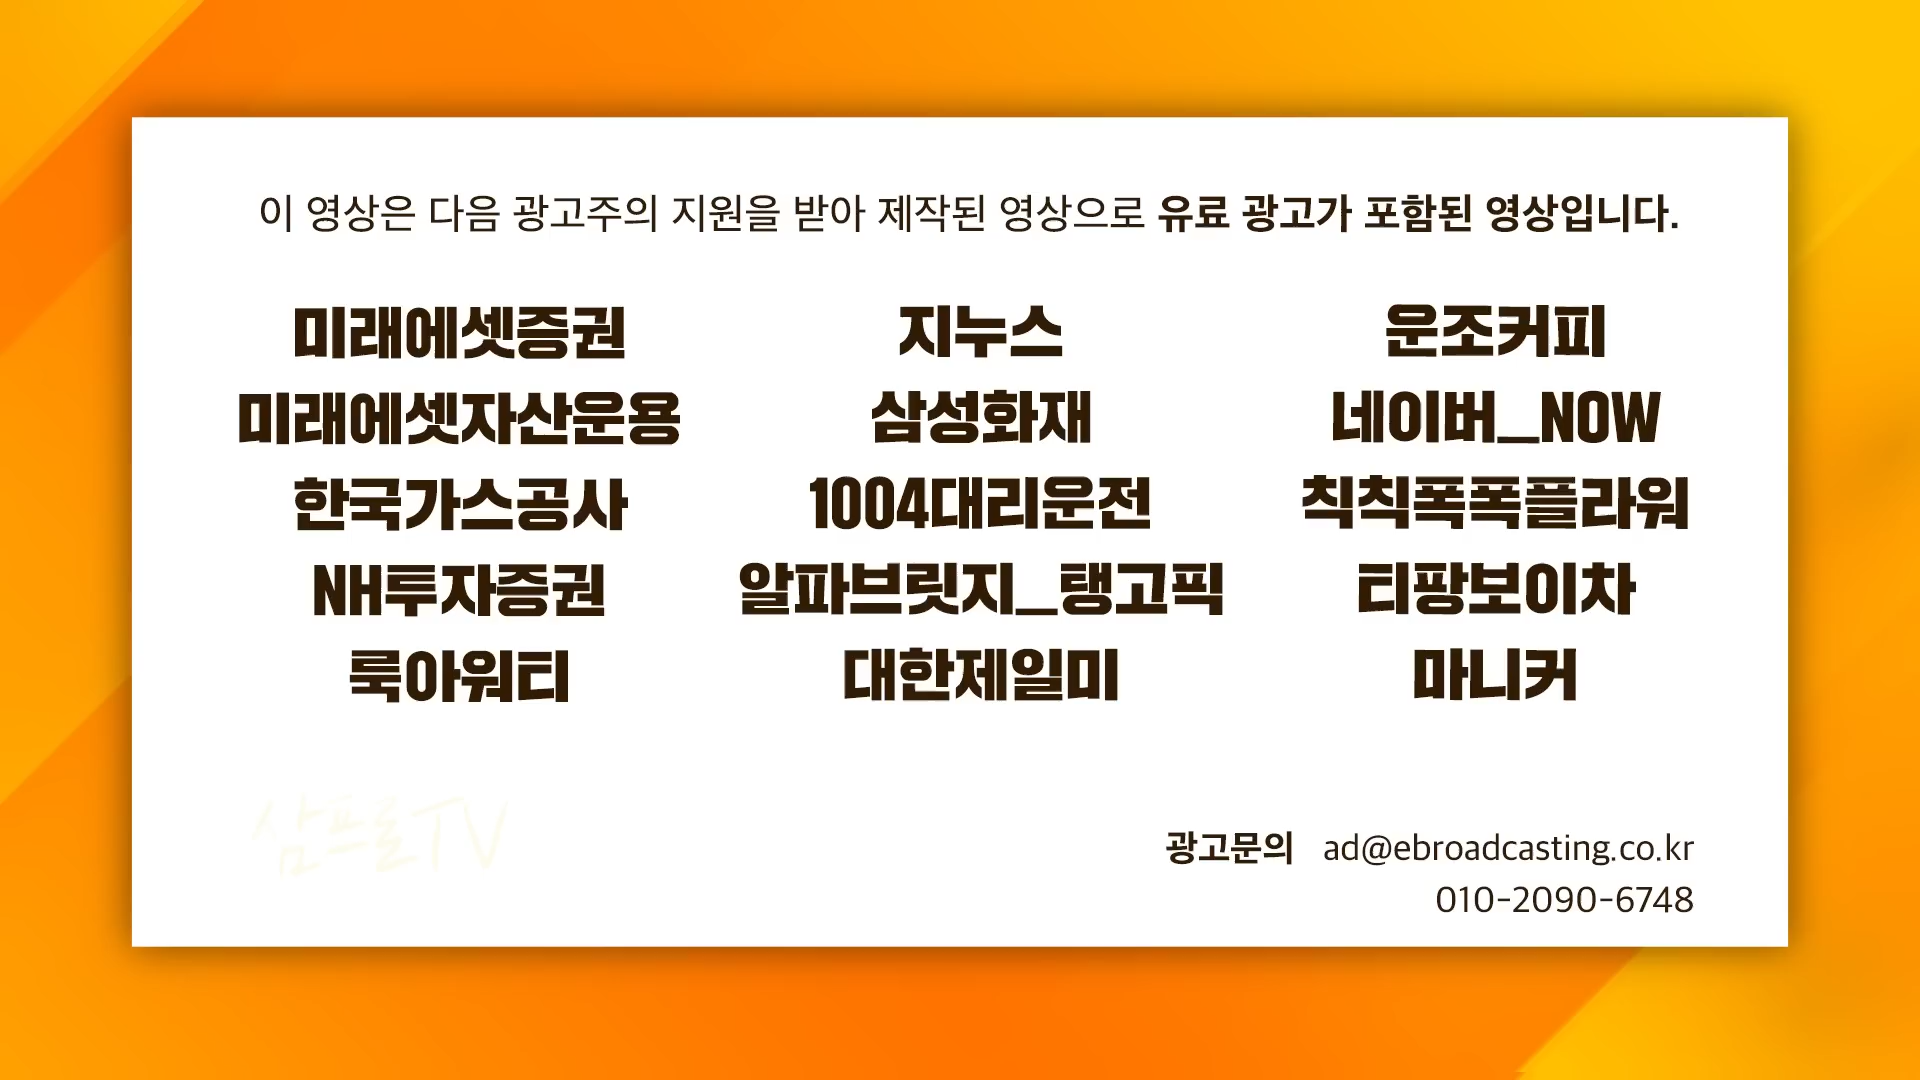 이 영상은 다음 광고주의 지원을 받아 제작된 영상으로 유료 광고가 포함된 영상입니다.
미래에셋증권
미래에셋자산운용
한국가스공사
NH투자증권
룩아워티
지누스
삼성화재
1004대리운전
알파브릿지_탱고픽
대한제일미
운조커피
네이버_NOW
칙칙폭폭플라워
티팡보이차
마니커
삼프로TV
광고문의 ad@ebroadcasting.co.kr
010-2090-6748